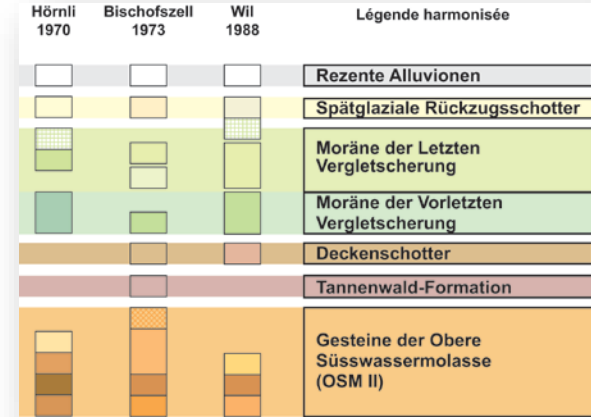 Hörnli
1970
Bischofszell
1973
Wil
1988
Légende harmonisée
Rezente Alluvionen
Spätglaziale Rückzugsschotter
Moräne der Letzten
Vergletscherung
Moräne der Vorletzten
Vergletscherung
Deckenschotter
Tannenwald-Formation
Gesteine der Obere
Süsswassermolasse
(OSM II)